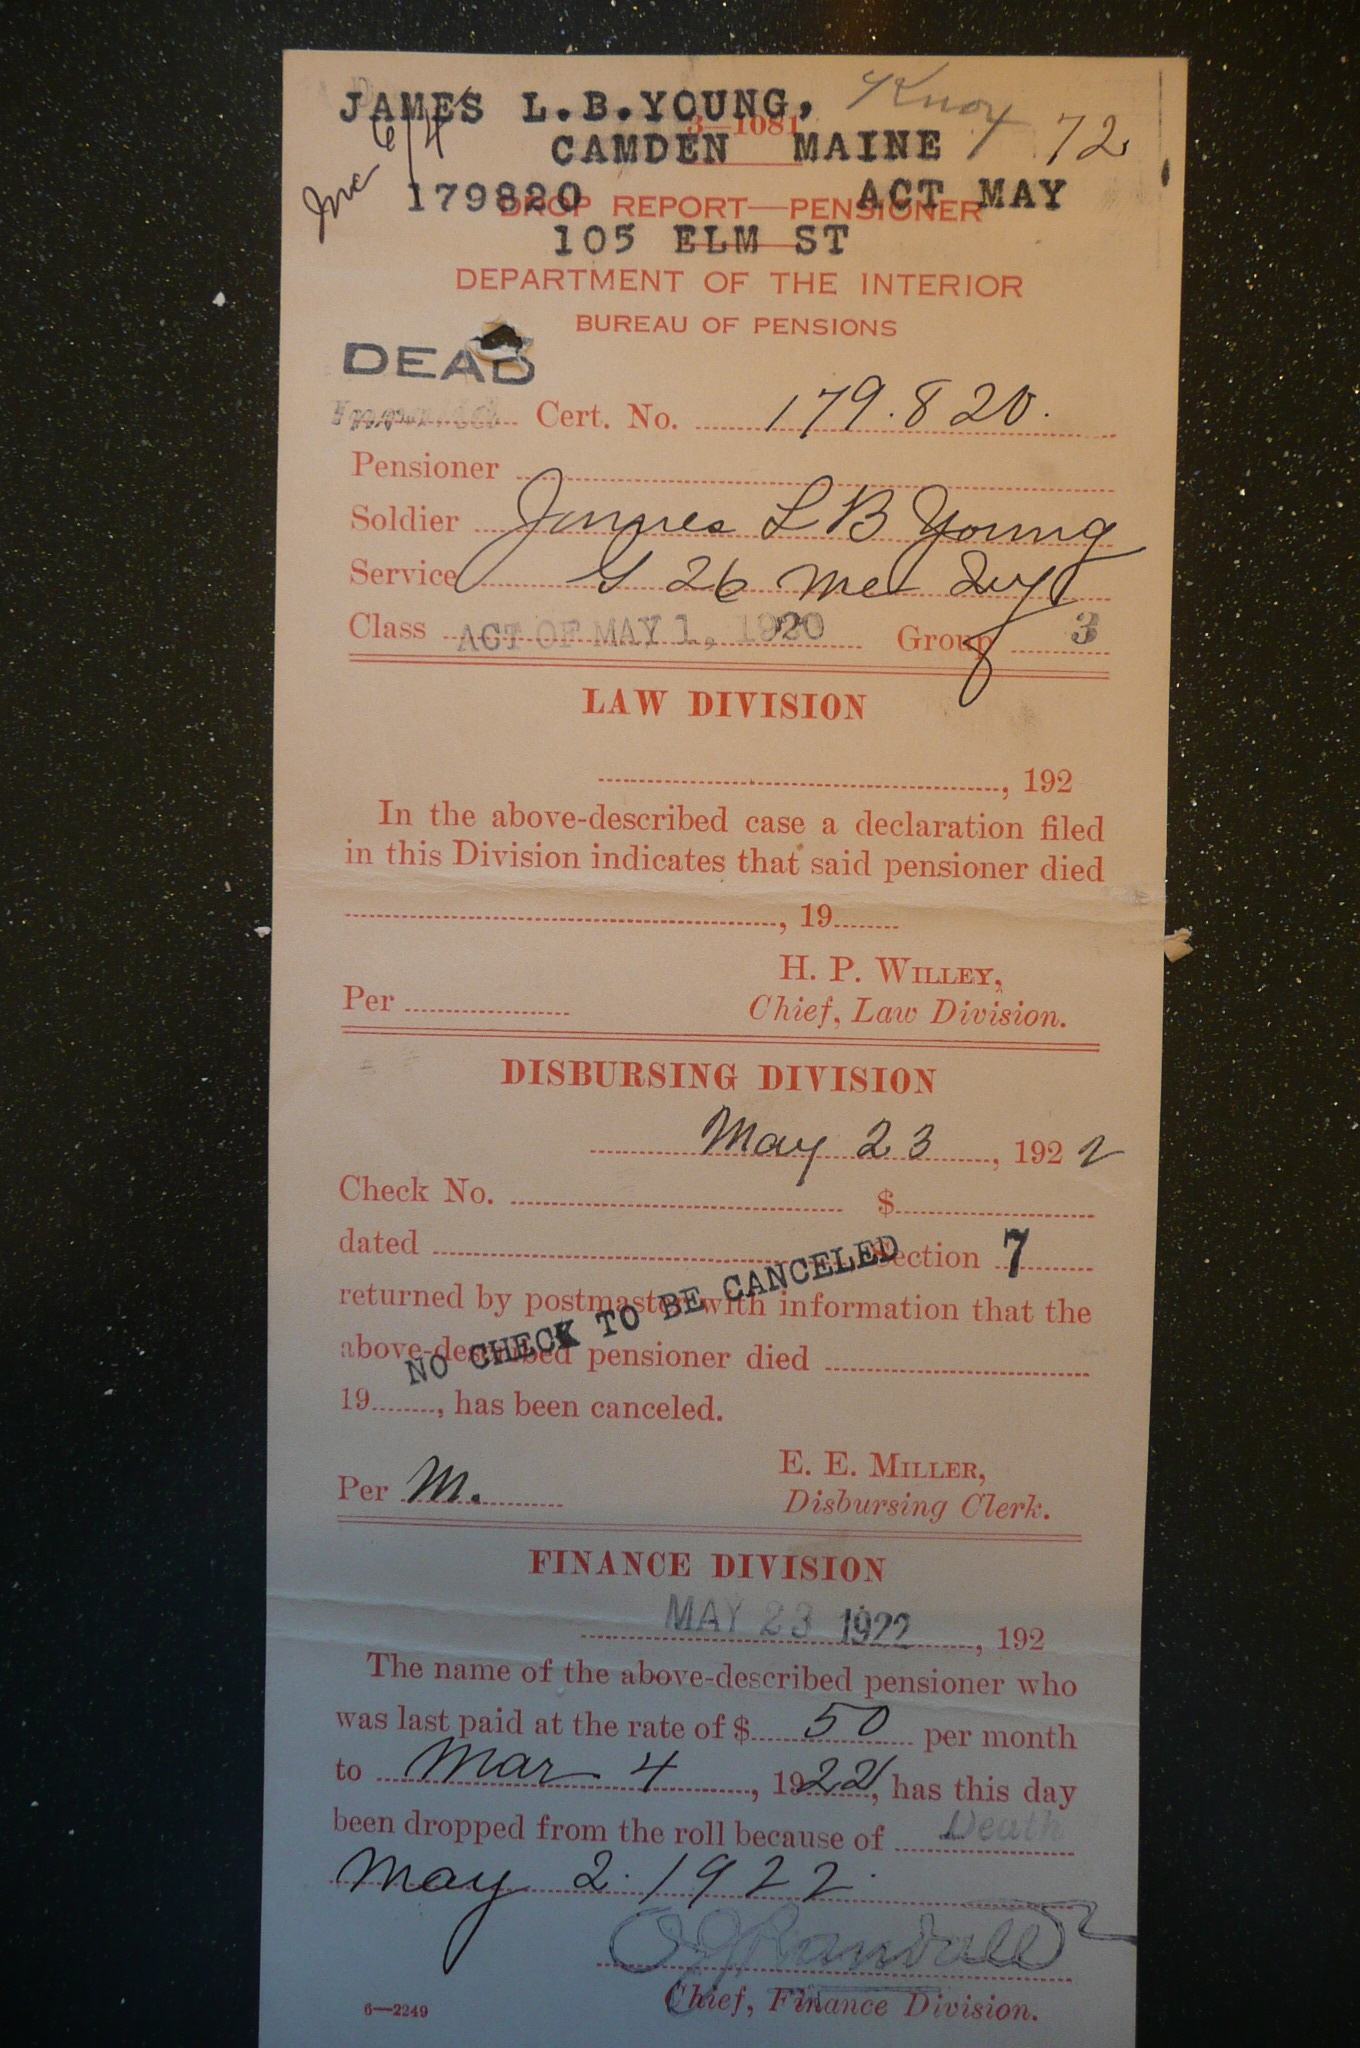 JAMES L.B.YOUNG, Knox
3—1081
Inc 6/4 CAMDEN MAINE 72
179820 ACT MAY
DROP REPORT—PENSIONER
105 ELM ST
DEPARTMENT OF THE INTERIOR
BUREAU OF PENSIONS
DEAD
Invalid Cert. No. 179.820.
Pensioner
Soldier James L B Young
Service G 26 Me Inf
Class ACT OF MAY 1, 1920 Group 3
LAW DIVISION
, 192
In the above-described case a declaration filed
in this Division indicates that said pensioner died
, 19
H. P. WILLEY,
Per Chief, Law Division.
DISBURSING DIVISION
May 23, 1922
Check No. $
dated Section 7
returned by postmaster with information that the
NO CHECK TO BE CANCELED
above-described pensioner died
19, has been canceled.
E. E. MILLER,
Per M. Disbursing Clerk.
FINANCE DIVISION
MAY 23 1922, 192
The name of the above-described pensioner who
was last paid at the rate of $ 50 per month
to Mar 4, 1922, has this day
been dropped from the roll because of Death
May 2. 1922.
Randall
Chief, Finance Division.
6—2249